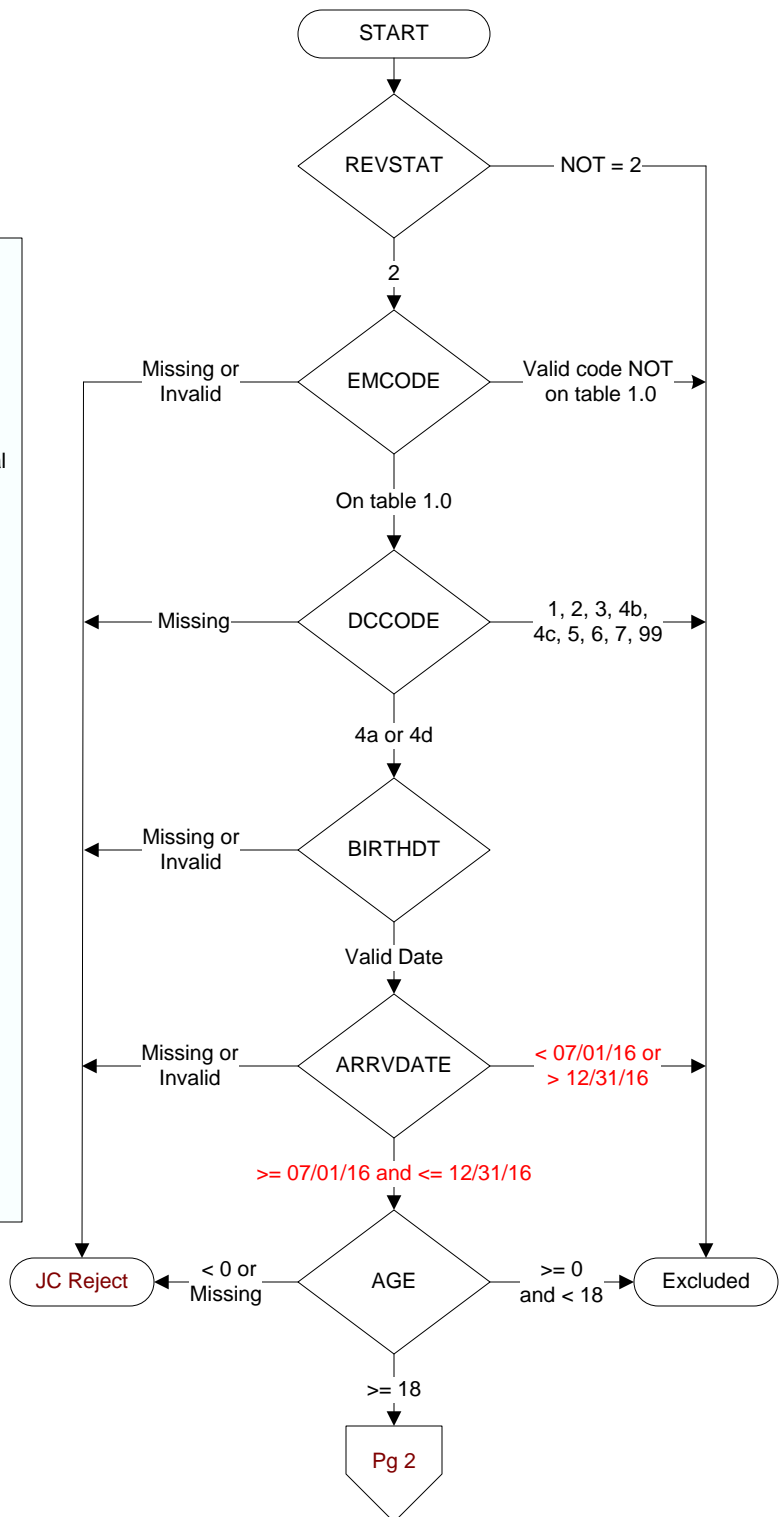 START
REVSTAT
NOT = 2
2
Missing or
Invalid
EMCODE
Valid code NOT
on table 1.0
On table 1.0
Missing
DCCODE
1, 2, 3, 4b,
4c, 5, 6, 7, 99
4a or 4d
Missing or
Invalid
BIRTHDT
Valid Date
Missing or
Invalid
ARRVDATE
< 07/01/16 or
> 12/31/16
>= 07/01/16 and <= 12/31/16
JC Reject
< 0 or
Missing
AGE
>= 0
and < 18
Excluded
>= 18
Pg 2